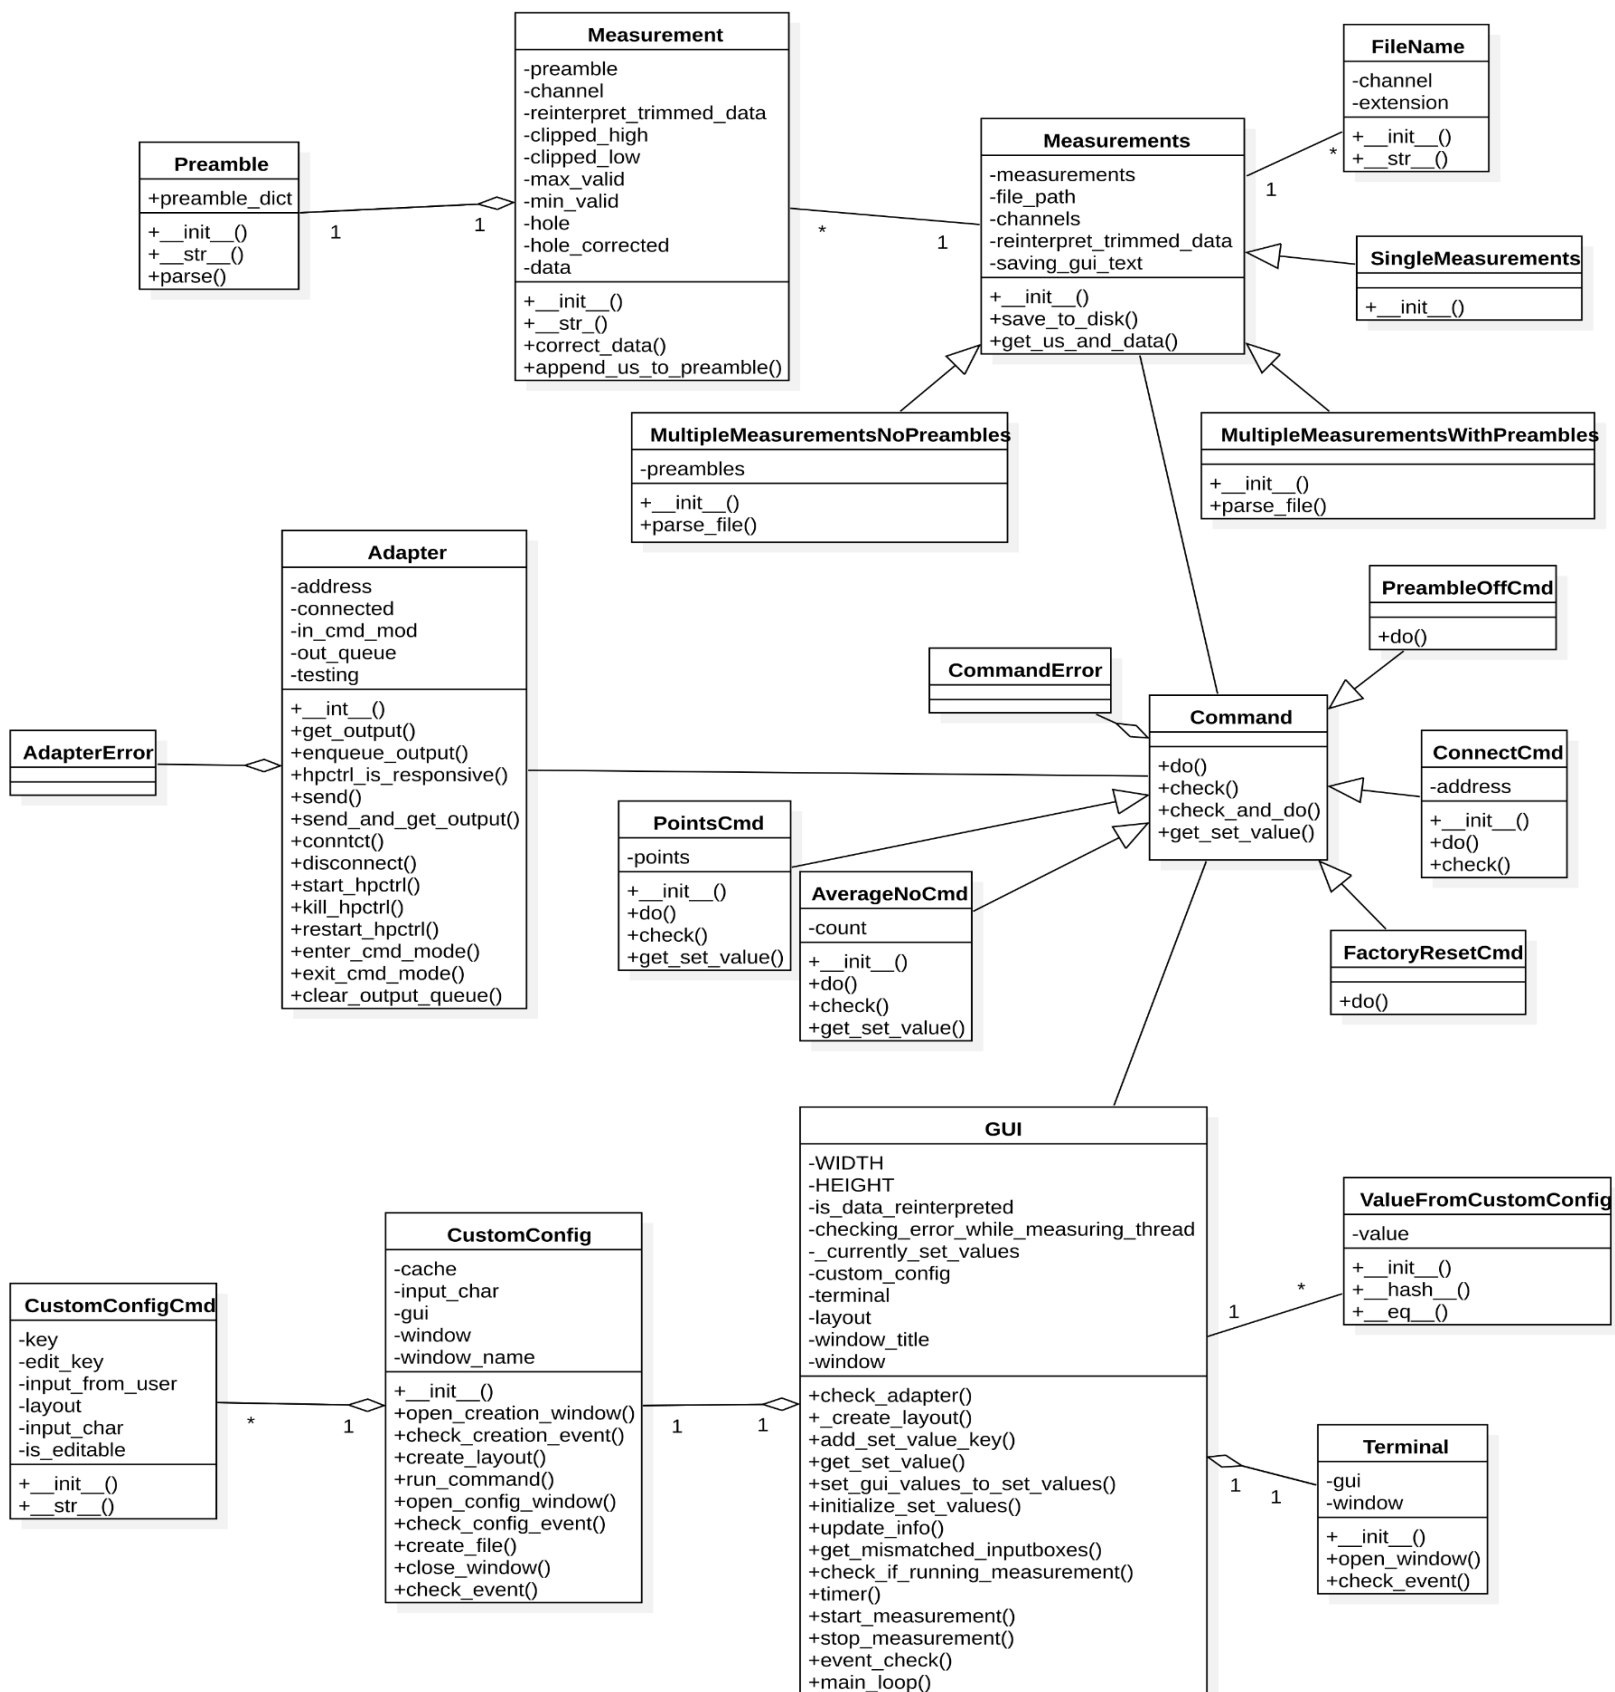 Measurement
-preamble
-channel
-reinterpret_trimmed_data
-clipped_high
-clipped_low
-max_valid
-min_valid
-hole
-hole_corrected
-data
+__init__()
+__str_()
+correct_data()
+append_us_to_preamble()
FileName
-channel
-extension
+__init__()
+__str__()
Preamble
+preamble_dict
+__init__()
+__str__()
+parse()
1
1
*
1
Measurements
-measurements
-file_path
-channels
-reinterpret_trimmed_data
-saving_gui_text
+__init__()
+save_to_disk()
+get_us_and_data()
*
1
SingleMeasurements
+__init__()
MultipleMeasurementsNoPreambles
-preambles
+__init__()
+parse_file()
MultipleMeasurementsWithPreambles
+__init__()
+parse_file()
Adapter
-address
-connected
-in_cmd_mod
-out_queue
-testing
+__int__()
+get_output()
+enqueue_output()
+hpctrl_is_responsive()
+send()
+send_and_get_output()
+conntct()
+disconnect()
+start_hpctrl()
+kill_hpctrl()
+restart_hpctrl()
+enter_cmd_mode()
+exit_cmd_mode()
+clear_output_queue()
AdapterError
PreambleOffCmd
+do()
CommandError
Command
+do()
+check()
+check_and_do()
+get_set_value()
ConnectCmd
-address
+__init__()
+do()
+check()
PointsCmd
-points
+__init__()
+do()
+check()
+get_set_value()
AverageNoCmd
-count
+__init__()
+do()
+check()
+get_set_value()
FactoryResetCmd
+do()
GUI
-WIDTH
-HEIGHT
-is_data_reinterpreted
-checking_error_while_measuring_thread
-_currently_set_values
-custom_config
-terminal
-layout
-window_title
-window
+check_adapter()
+_create_layout()
+add_set_value_key()
+get_set_value()
+set_gui_values_to_set_values()
+initialize_set_values()
+update_info()
+get_mismatched_inputboxes()
+check_if_running_measurement()
+timer()
+start_measurement()
+stop_measurement()
+event_check()
+main_loop()
ValueFromCustomConfig
-value
+__init__()
+__hash__()
+__eq__()
1
*
CustomConfig
-cache
-input_char
-gui
-window
-window_name
+__init__()
+open_creation_window()
+check_creation_event()
+create_layout()
+run_command()
+open_config_window()
+check_config_event()
+create_file()
+close_window()
+check_event()
CustomConfigCmd
-key
-edit_key
-input_from_user
-layout
-input_char
-is_editable
+__init__()
+__str__()
*
1
1
1
Terminal
-gui
-window
+__init__()
+open_window()
+check_event()
1
1